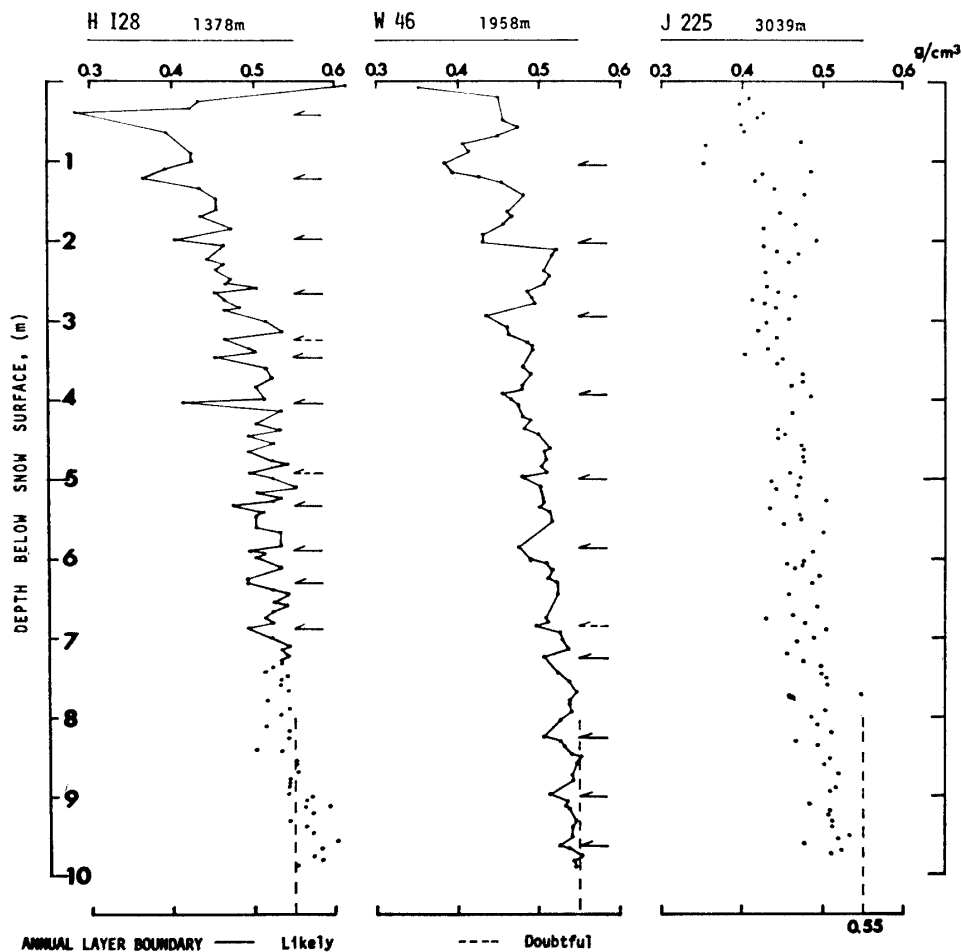 H I28 1378m W 46 1958m J 225 3039m
g/cm³
0.3 0.4 0.5 0.6 0.3 0.4 0.5 0.6 0.3 0.4 0.5 0.6
DEPTH BELOW SNOW SURFACE, (m)
1
2
3
4
5
6
7
8
9
10
0.55
ANNUAL LAYER BOUNDARY Likely Doubtful